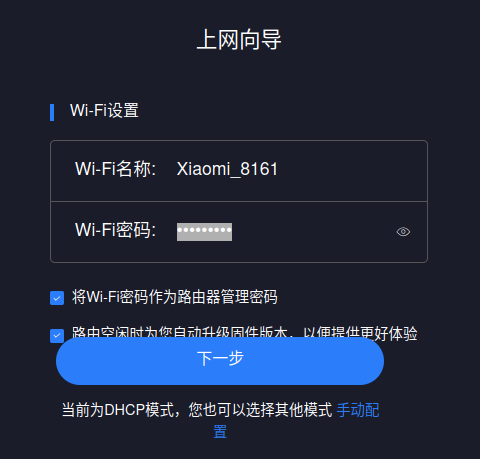 上网向导
Wi-Fi设置
Wi-Fi名称: Xiaomi_8161
Wi-Fi密码: •••••••••
将Wi-Fi密码作为路由器管理密码
路由空闲时为您自动升级固件版本，以便提供更好体验
下一步
当前为DHCP模式，您也可以选择其他模式 手动配
置